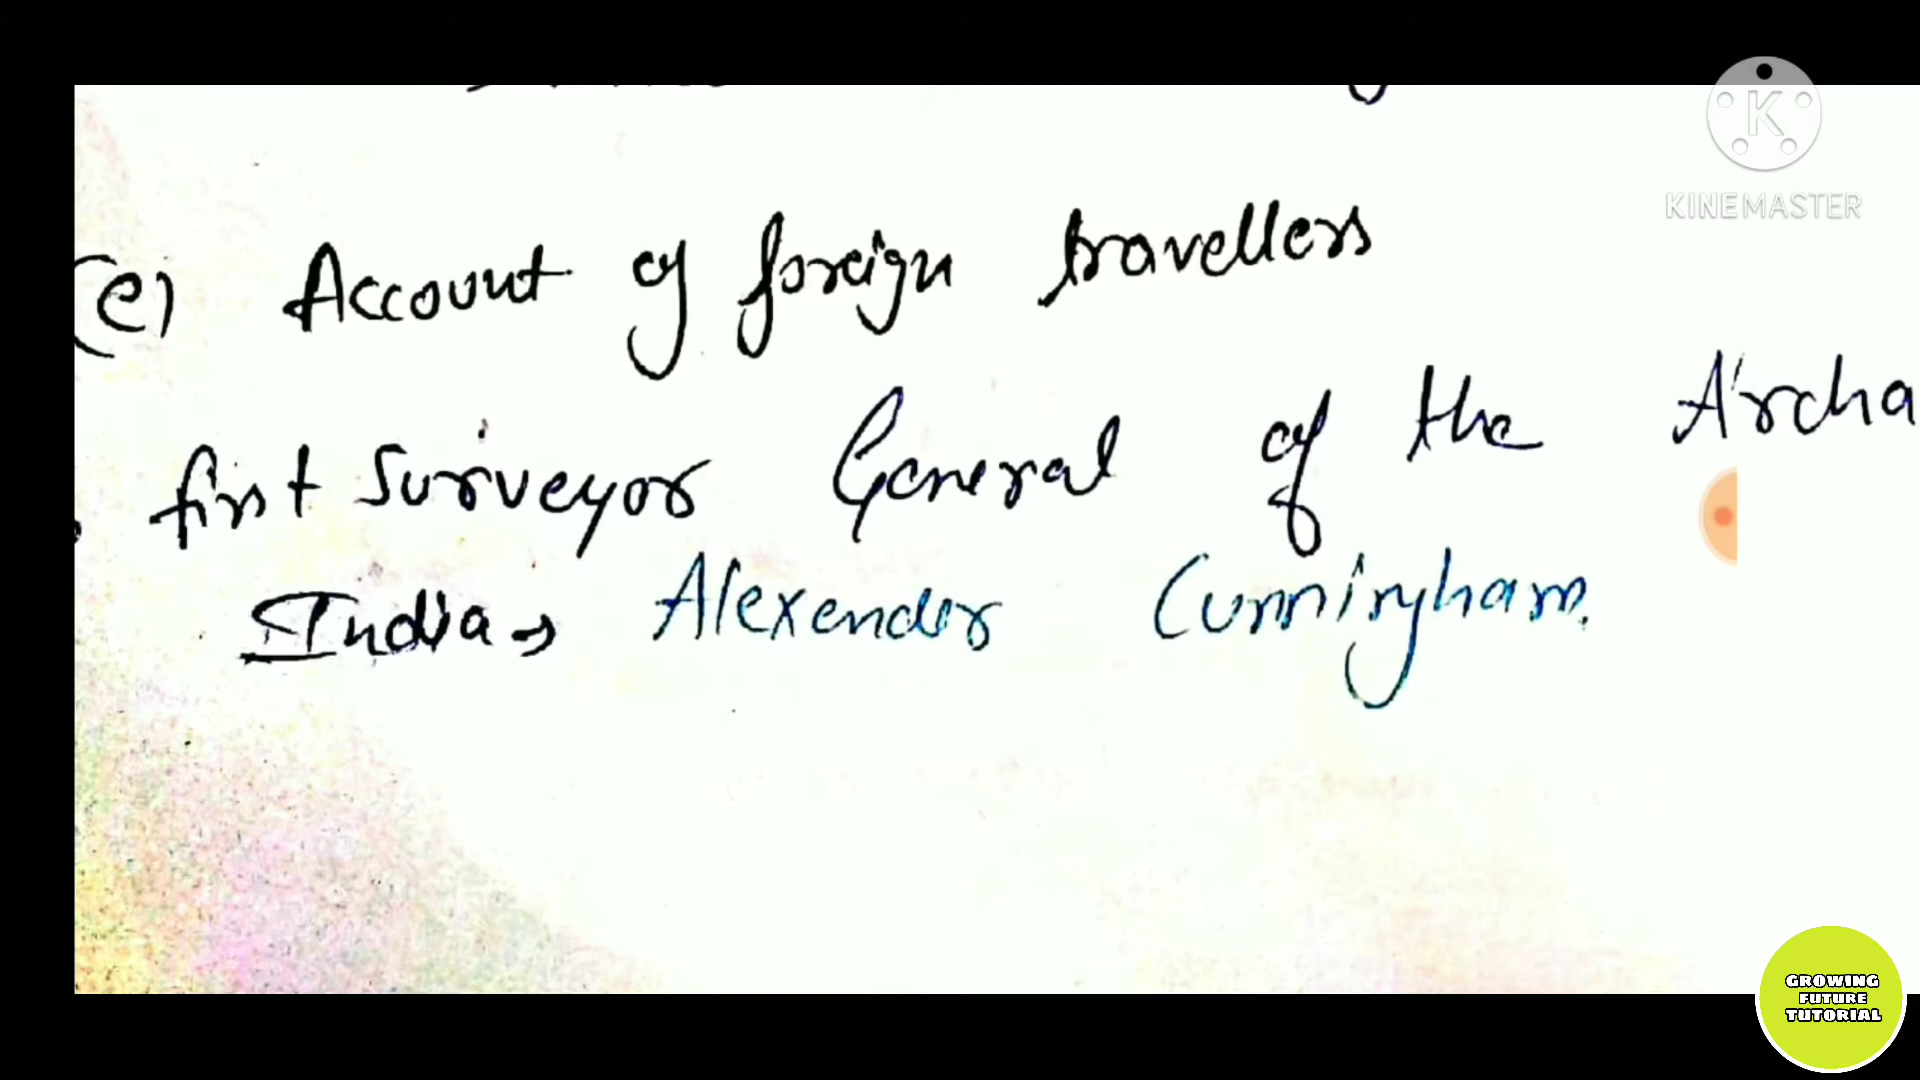 KINEMASTER
(e) Account of foreign travellers
first Surveyor General of the Archa
India → Alexender Cunningham.
GROWING
FUTURE
TUTORIAL